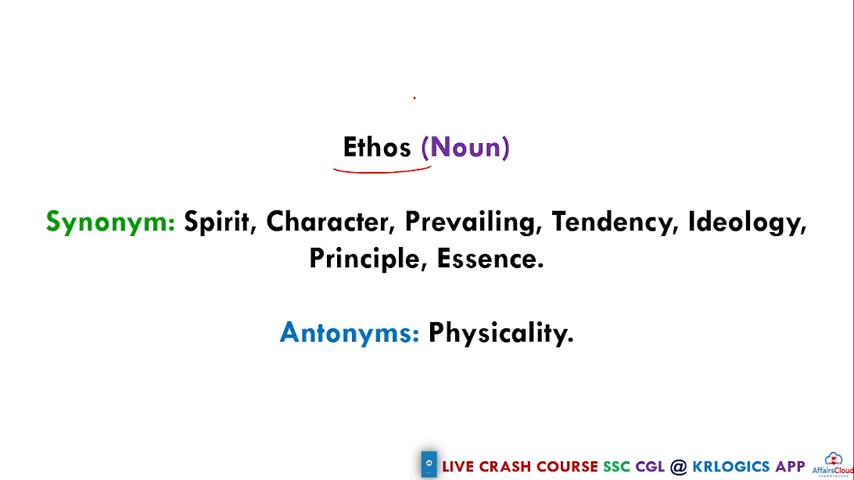 Ethos (Noun)
Synonym: Spirit, Character, Prevailing, Tendency, Ideology,
Principle, Essence.
Antonyms: Physicality.
LIVE CRASH COURSE SSC CGL @ KRLOGICS APP
AffairsCloud